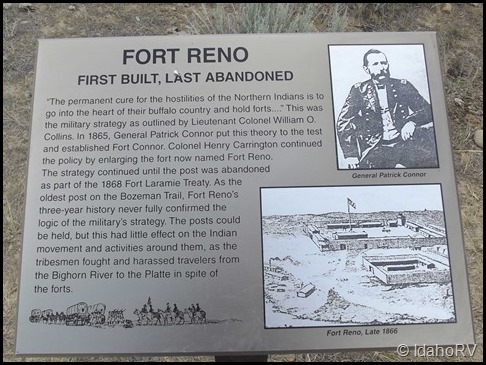 FORT RENO
FIRST BUILT, LAST ABANDONED
"The permanent cure for the hostilities of the Northern Indians is to
go into the heart of their buffalo country and hold forts...." This was
the military strategy as outlined by Lieutenant Colonel William O.
Collins. In 1865, General Patrick Connor put this theory to the test
and established Fort Connor. Colonel Henry Carrington continued
the policy by enlarging the fort now named Fort Reno.
The strategy continued until the post was abandoned
as part of the 1868 Fort Laramie Treaty. As the
oldest post on the Bozeman Trail, Fort Reno's
three-year history never fully confirmed the
logic of the military's strategy. The posts could
be held, but this had little effect on the Indian
movement and activities around them, as the
tribesmen fought and harassed travelers from
the Bighorn River to the Platte in spite of
the forts.
General Patrick Connor
Fort Reno, Late 1866
© IdahoRV